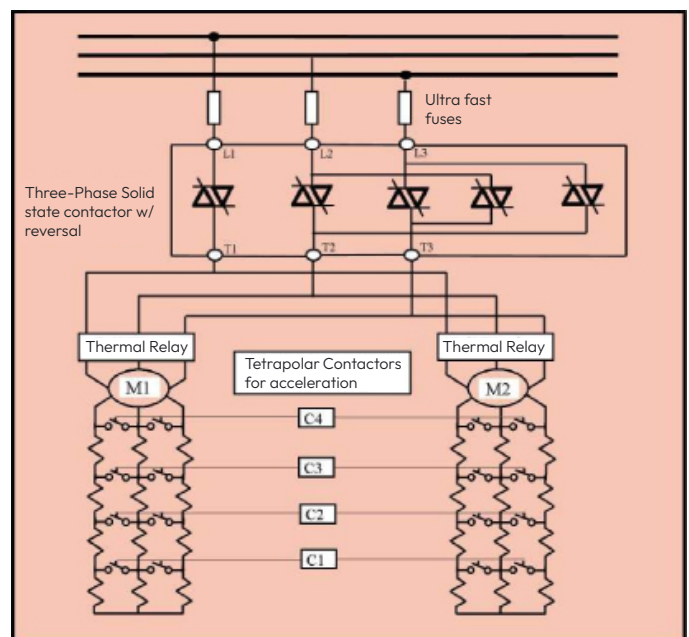 Ultra fast
fuses
L1
L2
L3
Three-Phase Solid
state contactor w/
reversal
T1
T2
T3
Thermal Relay
Thermal Relay
Tetrapolar Contactors
for acceleration
M1
M2
C4
C3
C2
C1